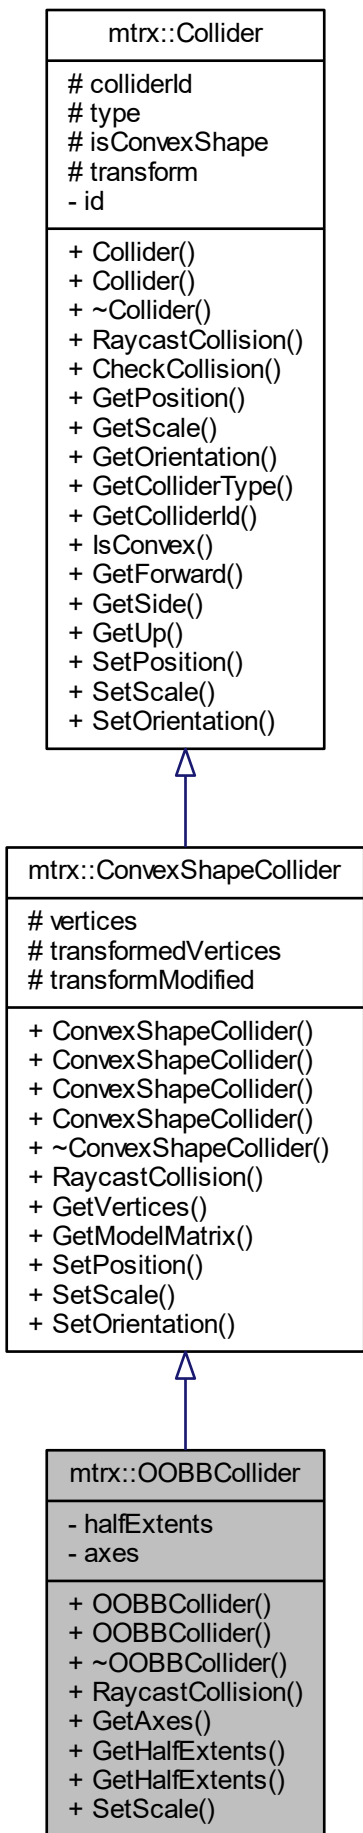 mtrx::Collider
# colliderId
# type
# isConvexShape
# transform
- id
+ Collider()
+ Collider()
+ ~Collider()
+ RaycastCollision()
+ CheckCollision()
+ GetPosition()
+ GetScale()
+ GetOrientation()
+ GetColliderType()
+ GetColliderId()
+ IsConvex()
+ GetForward()
+ GetSide()
+ GetUp()
+ SetPosition()
+ SetScale()
+ SetOrientation()
mtrx::ConvexShapeCollider
# vertices
# transformedVertices
# transformModified
+ ConvexShapeCollider()
+ ConvexShapeCollider()
+ ConvexShapeCollider()
+ ConvexShapeCollider()
+ ~ConvexShapeCollider()
+ RaycastCollision()
+ GetVertices()
+ GetModelMatrix()
+ SetPosition()
+ SetScale()
+ SetOrientation()
mtrx::OOBBCollider
- halfExtents
- axes
+ OOBBCollider()
+ OOBBCollider()
+ ~OOBBCollider()
+ RaycastCollision()
+ GetAxes()
+ GetHalfExtents()
+ GetHalfExtents()
+ SetScale()